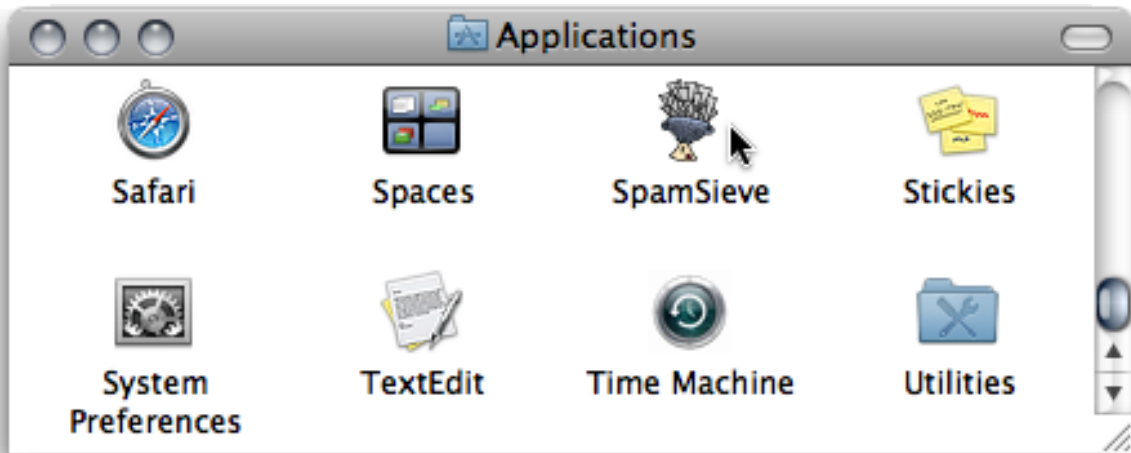 Applications
Safari
Spaces
SpamSieve
Stickies
System
Preferences
TextEdit
Time Machine
Utilities